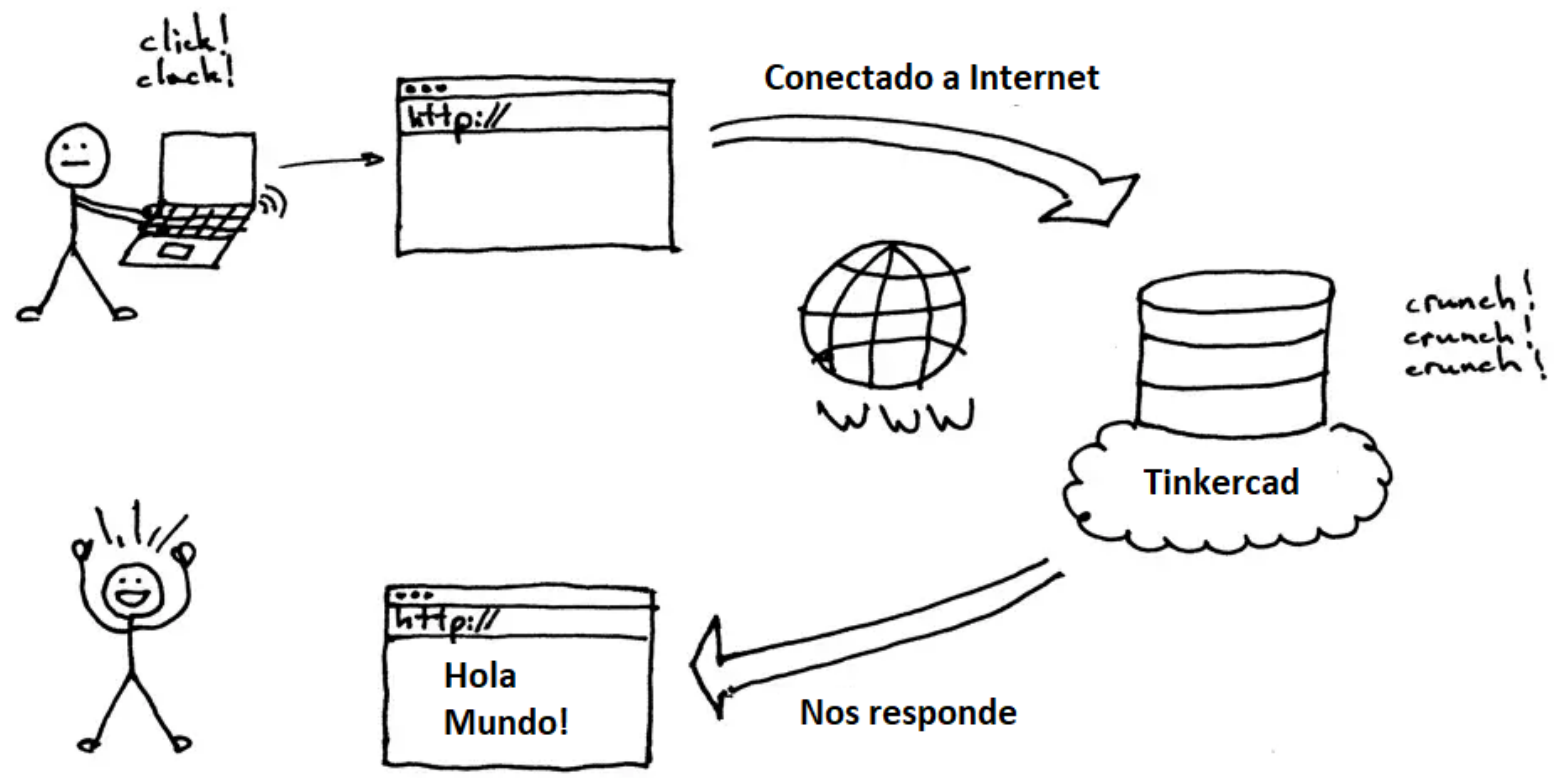 click!
clack!
http://
Conectado a Internet
WWW
crunch!
crunch!
crunch!
Tinkercad
http://
Hola
Mundo!
Nos responde